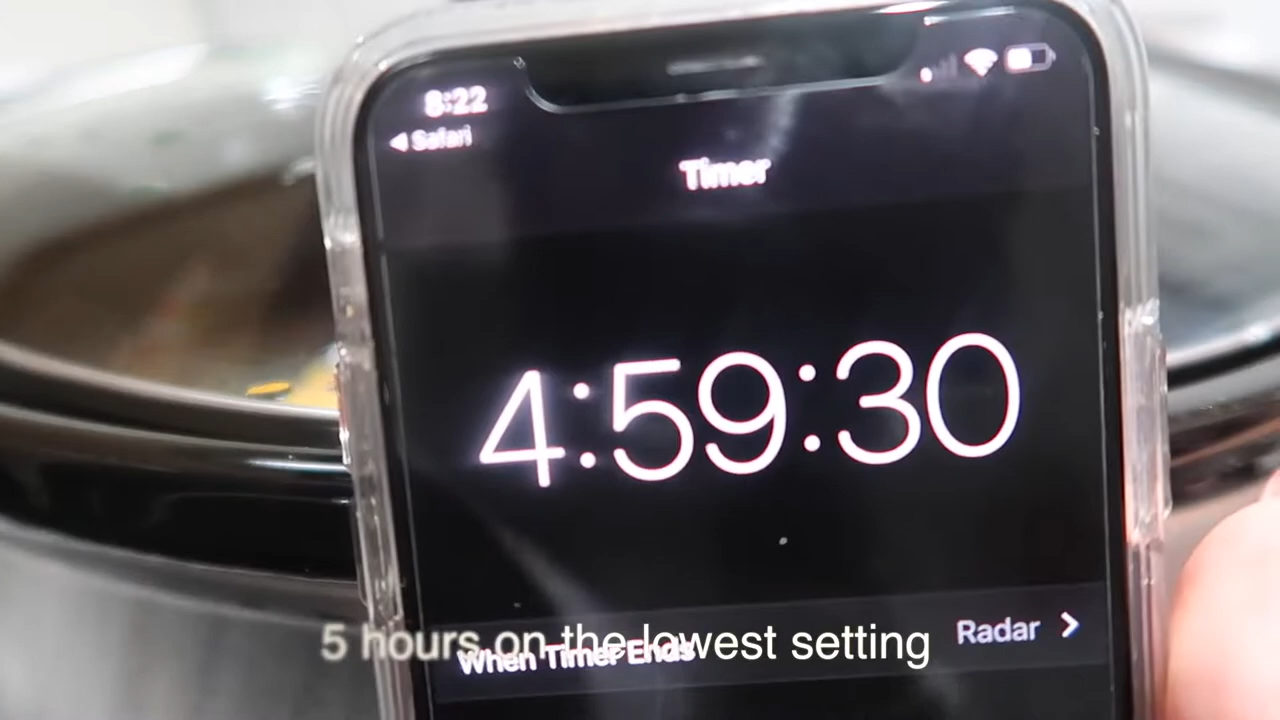 8:22
◀ Safari
Timer
4:59:30
When Timer Ends
Radar >
5 hours on the lowest setting